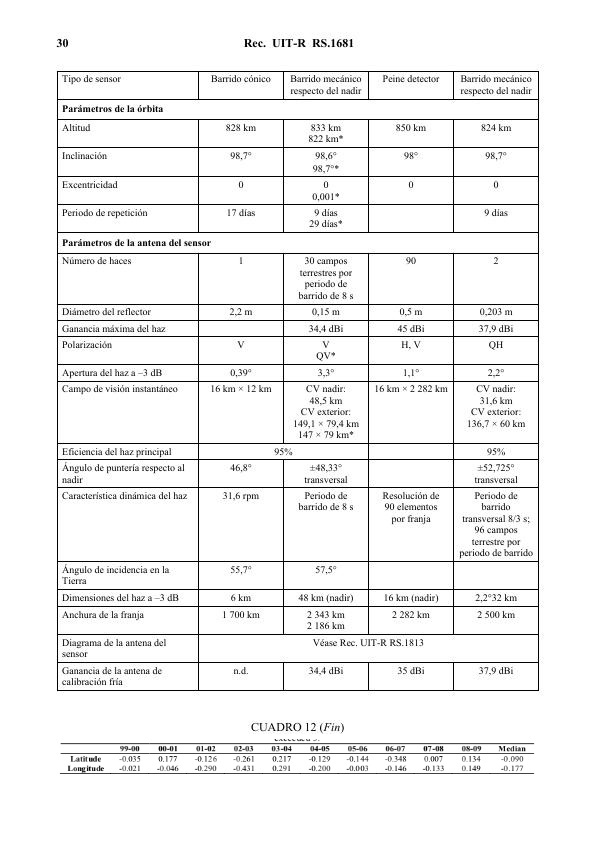 30
Rec. UIT-R RS.1681
Tipo de sensor Barrido cónico Barrido mecánico respecto del nadir Peine detector Barrido mecánico respecto del nadir
Parámetros de la órbita
Altitud 828 km 833 km 822 km* 850 km 824 km
Inclinación 98,7° 98,6° 98,7°* 98° 98,7°
Excentricidad 0 0 0,001* 0 0
Periodo de repetición 17 días 9 días 29 días* 9 días
Parámetros de la antena del sensor
Número de haces 1 30 campos terrestres por periodo de barrido de 8 s 90 2
Diámetro del reflector 2,2 m 0,15 m 0,5 m 0,203 m
Ganancia máxima del haz 34,4 dBi 45 dBi 37,9 dBi
Polarización V V QV* H, V QH
Apertura del haz a –3 dB 0,39° 3,3° 1,1° 2,2°
Campo de visión instantáneo 16 km × 12 km CV nadir: 48,5 km CV exterior: 149,1 × 79,4 km 147 × 79 km* 16 km × 2 282 km CV nadir: 31,6 km CV exterior: 136,7 × 60 km
Eficiencia del haz principal 95% 95%
Ángulo de puntería respecto al nadir 46,8° ±48,33° transversal ±52,725° transversal
Característica dinámica del haz 31,6 rpm Periodo de barrido de 8 s Resolución de 90 elementos por franja Periodo de barrido transversal 8/3 s; 96 campos terrestre por periodo de barrido
Ángulo de incidencia en la Tierra 55,7° 57,5°
Dimensiones del haz a –3 dB 6 km 48 km (nadir) 16 km (nadir) 2,2°32 km
Anchura de la franja 1 700 km 2 343 km 2 186 km 2 282 km 2 500 km
Diagrama de la antena del sensor Véase Rec. UIT-R RS.1813
Ganancia de la antena de calibración fría n.d. 34,4 dBi 35 dBi 37,9 dBi
CUADRO 12 (Fin)
99-00 00-01 01-02 02-03 03-04 04-05 05-06 06-07 07-08 08-09 Median
Latitude -0.035 0.177 -0.126 -0.261 0.217 -0.129 -0.144 -0.348 0.007 0.134 -0.090
Longitude -0.021 -0.046 -0.290 -0.431 0.291 -0.200 -0.003 -0.146 -0.133 0.149 -0.177